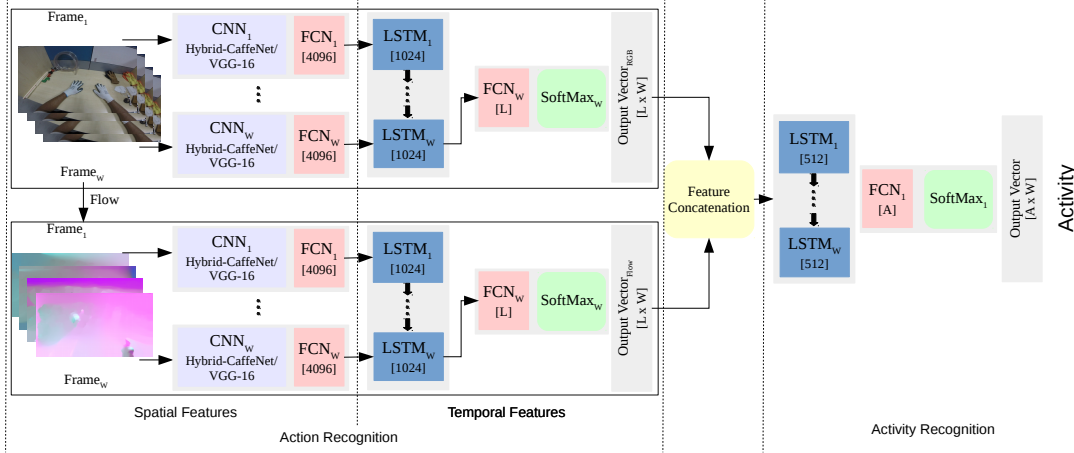 Frame1
CNN1
Hybrid-CaffeNet/
VGG-16
FCN1
[4096]
LSTM1
[1024]
CNNW
Hybrid-CaffeNet/
VGG-16
FCNW
[4096]
LSTMW
[1024]
FCNW
[L]
SoftMaxW
Output VectorRGB
[L x W]
FrameW
Flow
Frame1
CNN1
Hybrid-CaffeNet/
VGG-16
FCN1
[4096]
LSTM1
[1024]
CNNW
Hybrid-CaffeNet/
VGG-16
FCNW
[4096]
LSTMW
[1024]
FCNW
[L]
SoftMaxW
Output VectorFlow
[L x W]
FrameW
Feature
Concatenation
LSTM1
[512]
LSTMW
[512]
FCN1
[A]
SoftMax1
Output Vector
[A x W]
Activity
Spatial Features
Temporal Features
Action Recognition
Activity Recognition